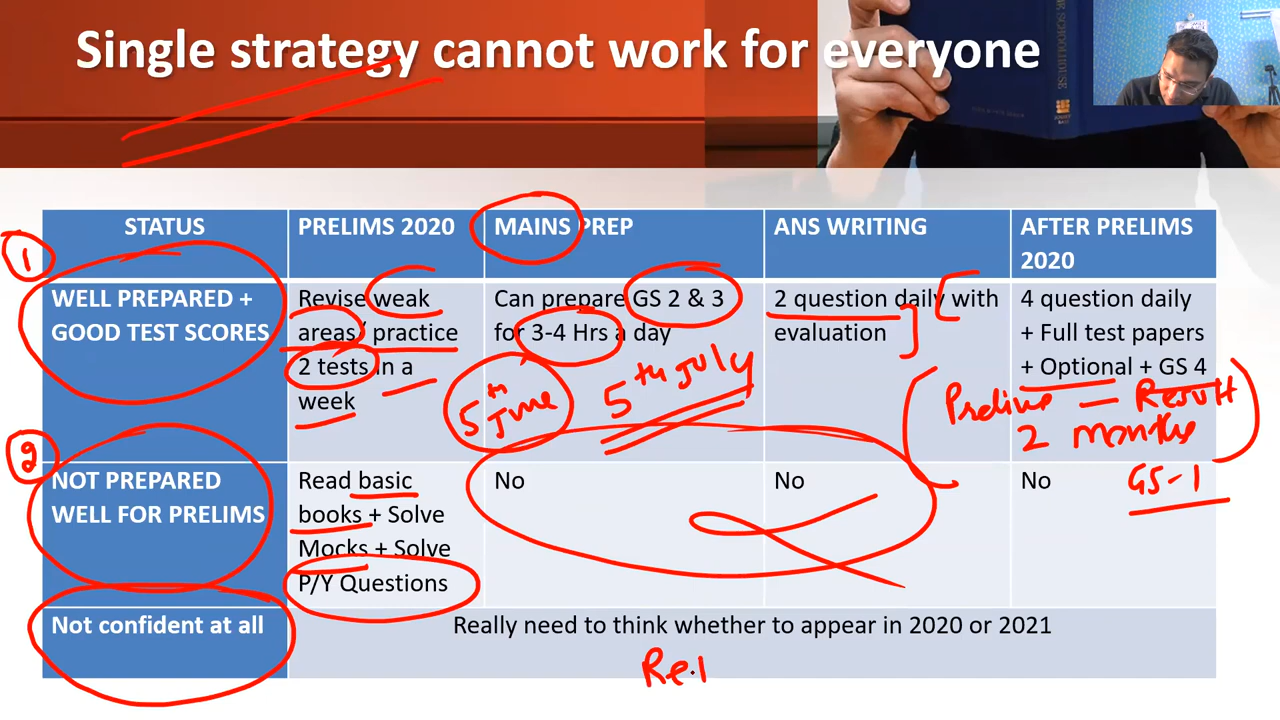 Single strategy cannot work for everyone
STATUS
PRELIMS 2020
MAINS PREP
ANS WRITING
AFTER PRELIMS
2020
1
WELL PREPARED +
GOOD TEST SCORES
Revise weak
areas/ practice
2 tests in a
week
Can prepare GS 2 & 3
for 3-4 Hrs a day
5th June
5th July
2 question daily with
evaluation
4 question daily
+ Full test papers
+ Optional + GS 4
Prelims — Result
2 months
GS-1
2
NOT PREPARED
WELL FOR PRELIMS
Read basic
books + Solve
Mocks + Solve
P/Y Questions
No
No
No
Not confident at all
Really need to think whether to appear in 2020 or 2021